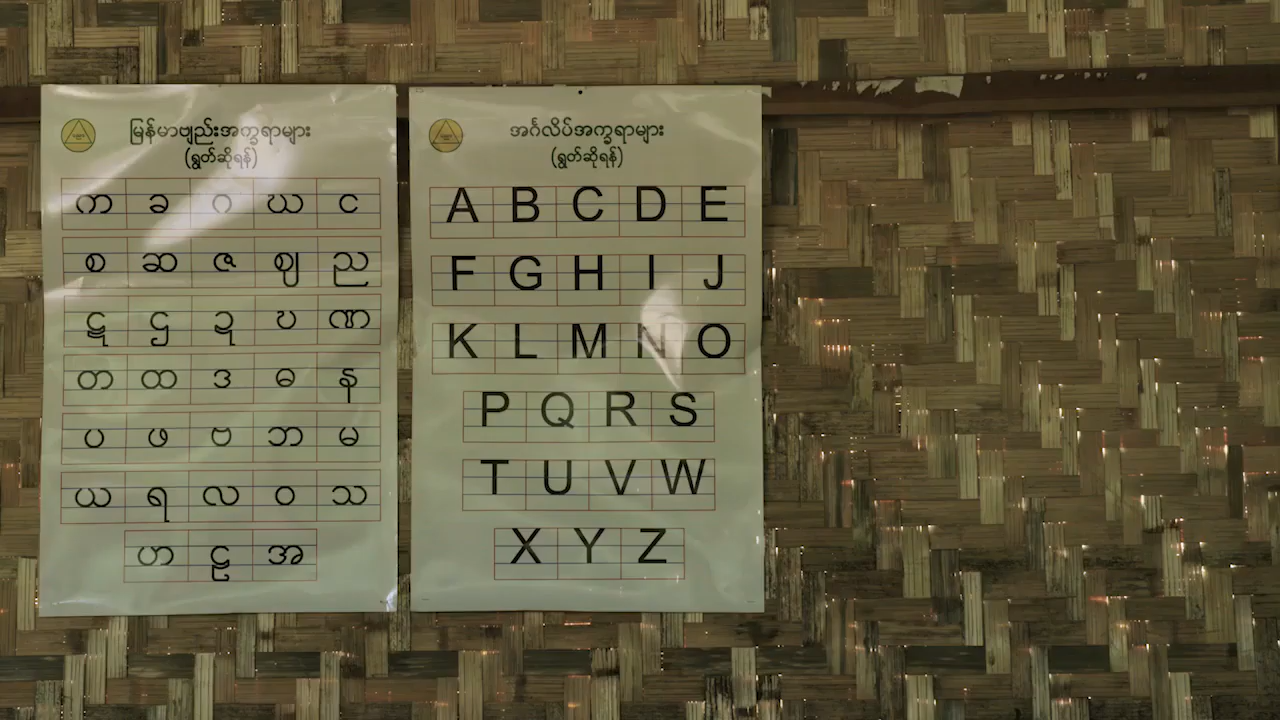 မြန်မာဗျည်းအက္ခရာများ
(ရွတ်ဆိုရန်)
က ခ ဂ ဃ င
စ ဆ ဇ ဈ ည
ဋ ဌ ဍ ဎ ဏ
တ ထ ဒ ဓ န
ပ ဖ ဗ ဘ မ
ယ ရ လ ဝ သ
ဟ ဠ အ
အင်္ဂလိပ်အက္ခရာများ
(ရွတ်ဆိုရန်)
A B C D E
F G H I J
K L M N O
P Q R S
T U V W
X Y Z